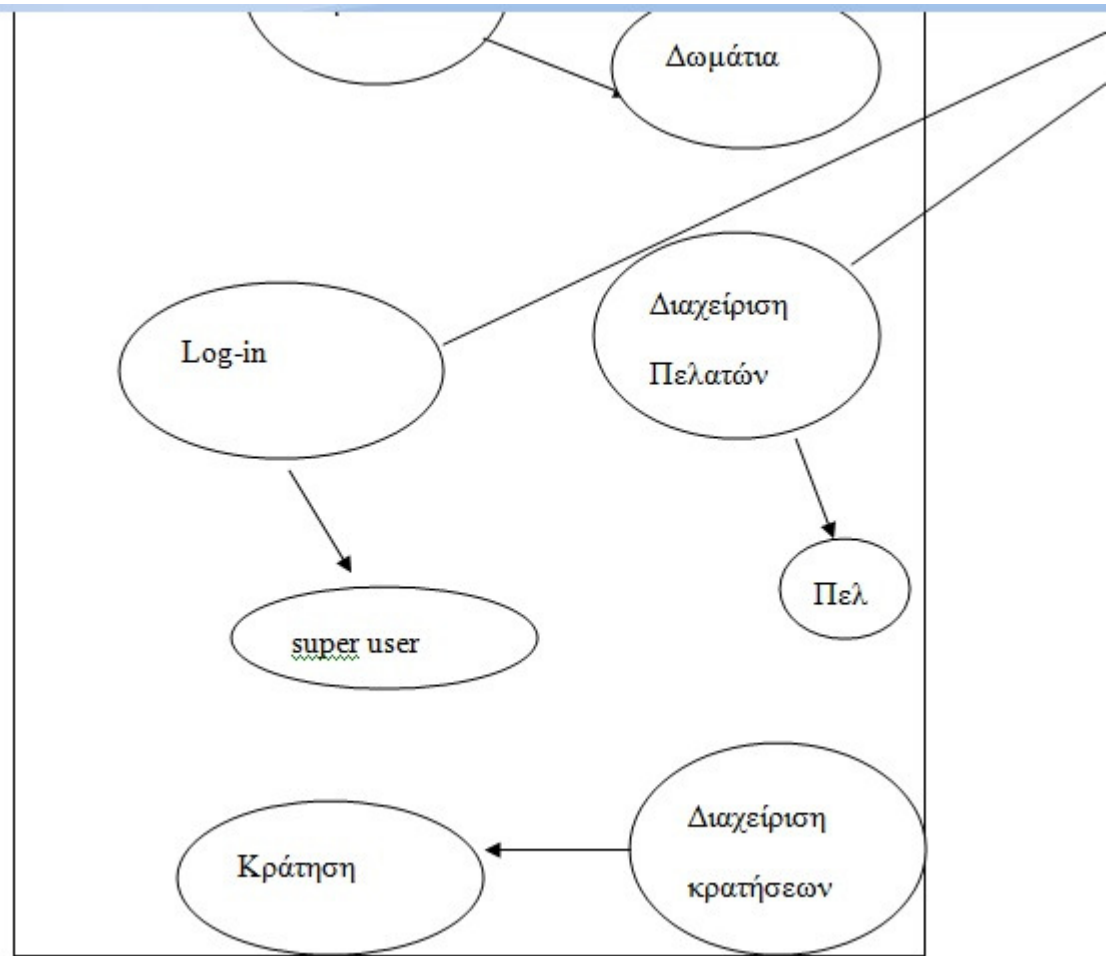 Δωμάτια
Διαχείριση
Πελατών
Log-in
Πελ
super user
Διαχείριση
κρατήσεων
Κράτηση